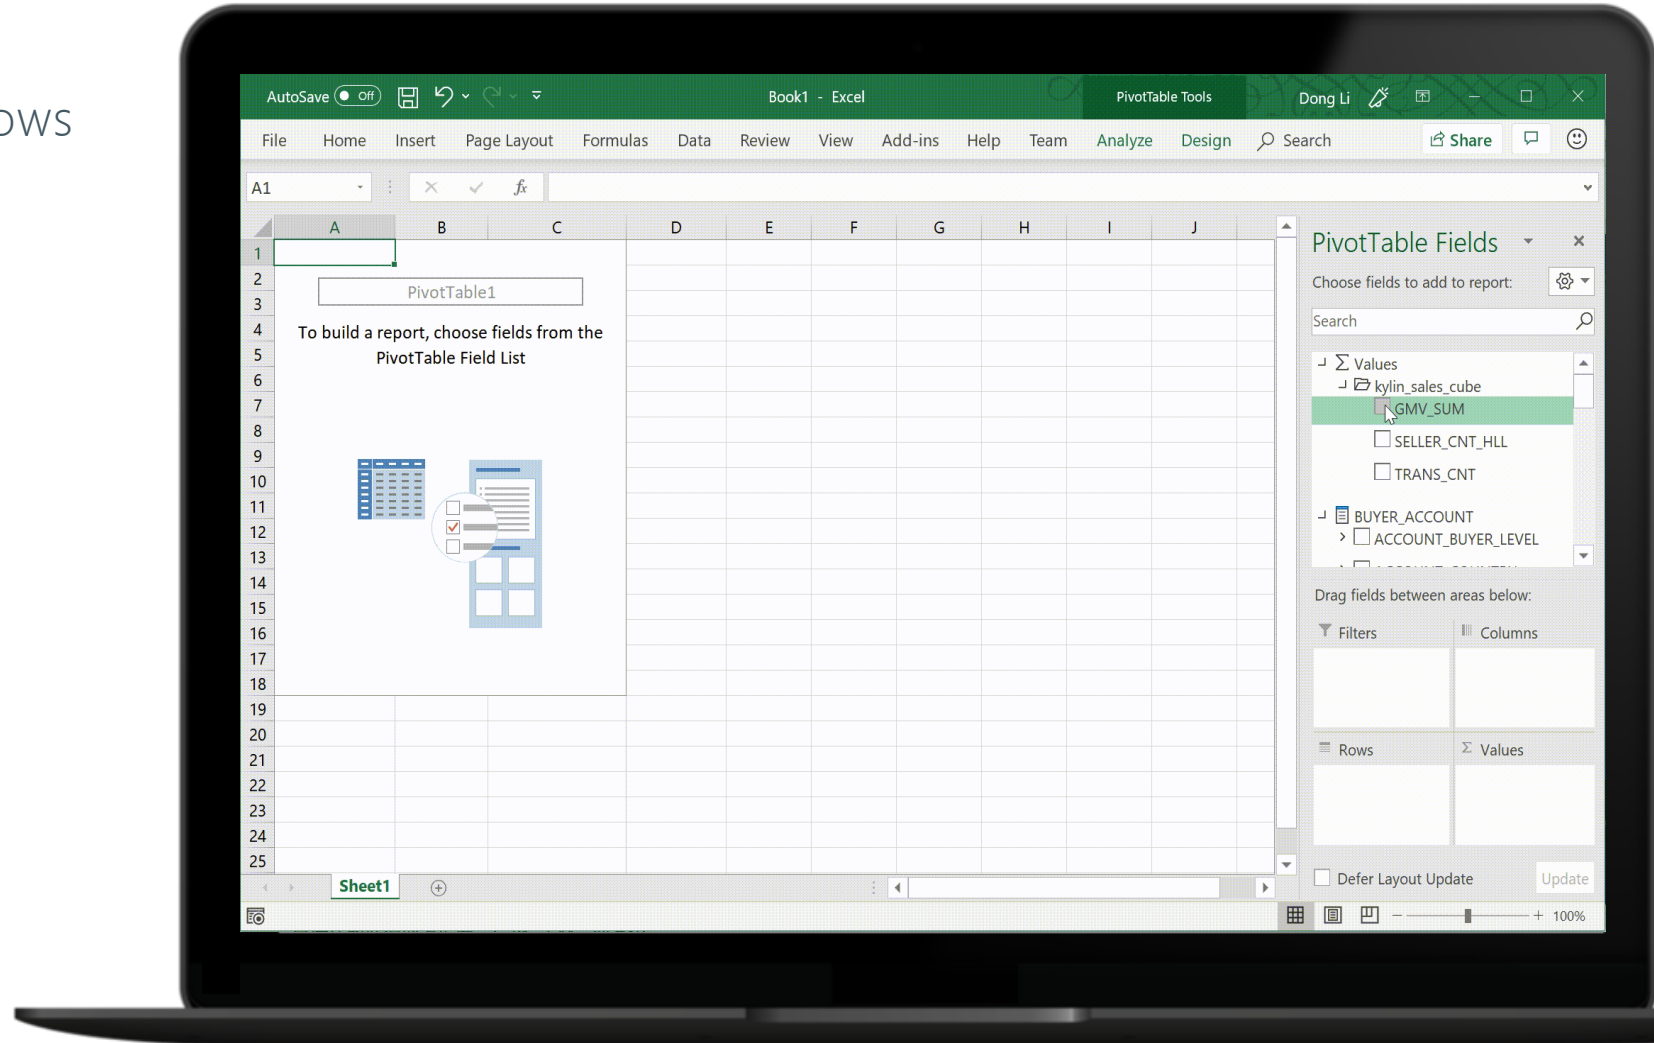 OWS
AutoSave Off
Book1 - Excel
PivotTable Tools
Dong Li
File Home Insert Page Layout Formulas Data Review View Add-ins Help Team Analyze Design Search Share
A1 fx
A B C D E F G H I J
1
2
3
4
5
6
7
8
9
10
11
12
13
14
15
16
17
18
19
20
21
22
23
24
25
PivotTable1
To build a report, choose fields from the
PivotTable Field List
Sheet1
PivotTable Fields
Choose fields to add to report:
Search
Σ Values
kylin_sales_cube
GMV_SUM
SELLER_CNT_HLL
TRANS_CNT
BUYER_ACCOUNT
ACCOUNT_BUYER_LEVEL
Drag fields between areas below:
Filters Columns
Rows Σ Values
Defer Layout Update Update
100%